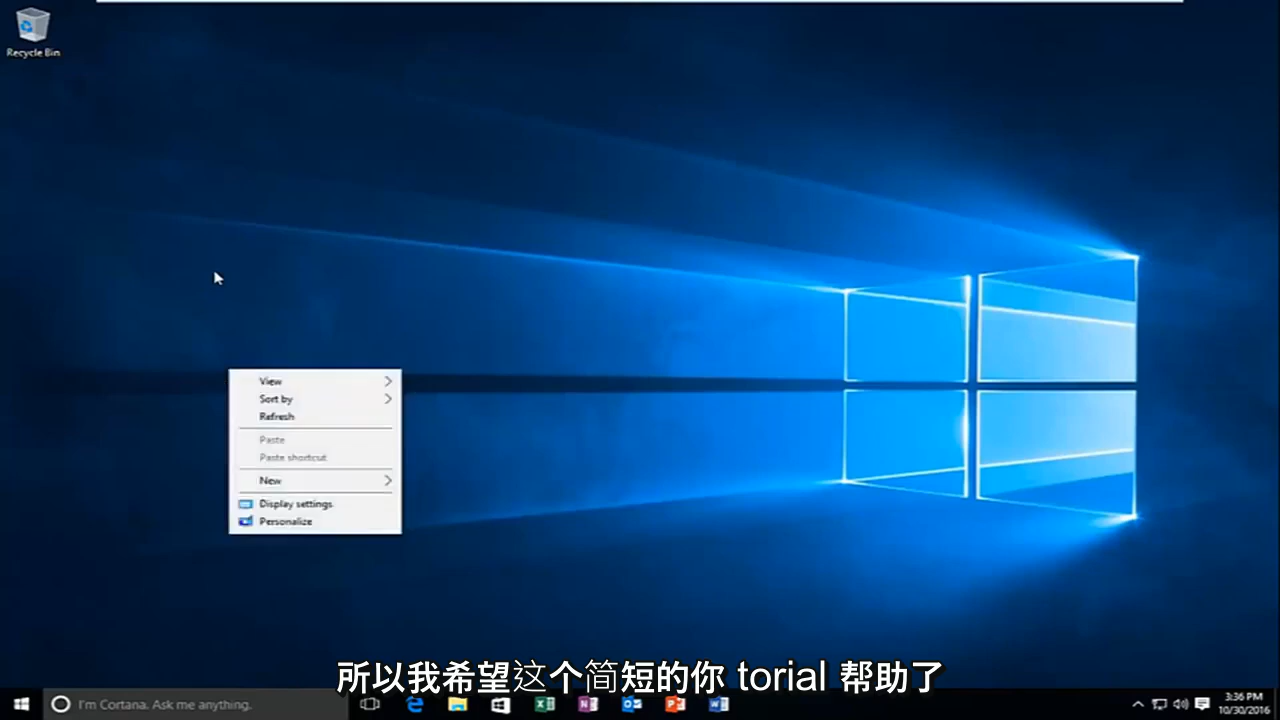 Recycle Bin
View
Sort by
Refresh
Paste
Paste shortcut
New
Display settings
Personalize
所以我希望这个简短的你 torial 帮助了
I'm Cortana. Ask me anything.
3:36 PM
10/30/2016